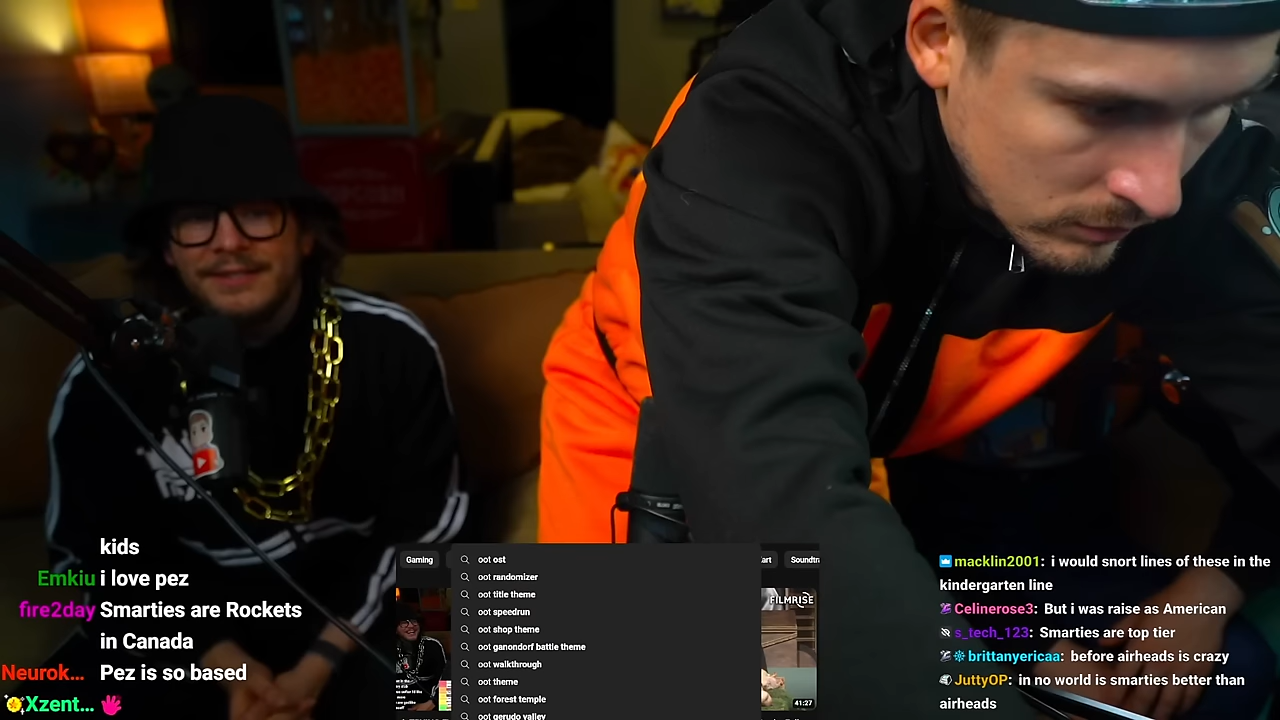 POPCORN
kids
Emkiu i love pez
fire2day Smarties are Rockets
in Canada
Neurok... Pez is so based
Xzent...
Gaming
oot ost
oot randomizer
oot title theme
oot speedrun
oot shop theme
oot ganondorf battle theme
oot walkthrough
oot theme
oot forest temple
oot gerudo valley
Soundtra
FILMRISE
41:27
macklin2001: i would snort lines of these in the
kindergarten line
Celinerose3: But i was raise as American
s_tech_123: Smarties are top tier
brittanyericaa: before airheads is crazy
JuttyOP: in no world is smarties better than
airheads